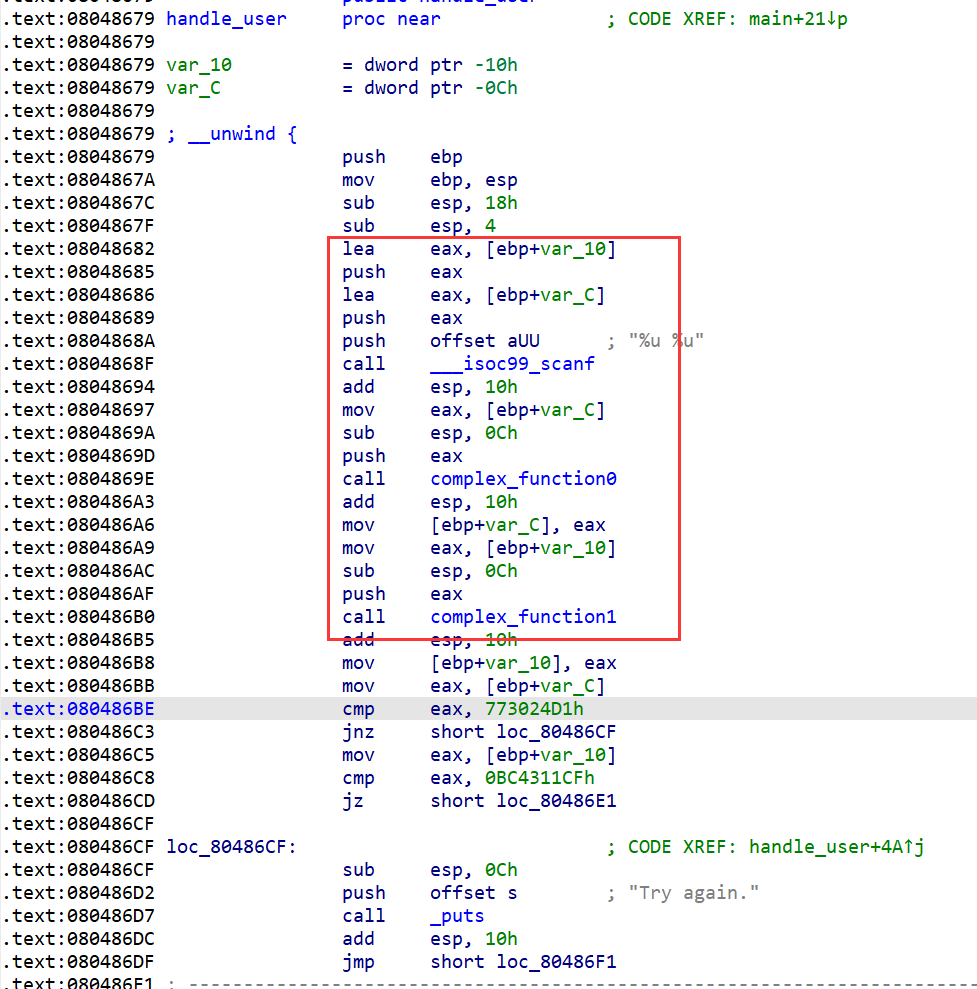 .text:08048679 public handle_user
.text:08048679 handle_user     proc near               ; CODE XREF: main+21↓p
.text:08048679
.text:08048679 var_10          = dword ptr -10h
.text:08048679 var_C           = dword ptr -0Ch
.text:08048679
.text:08048679 ; __unwind {
.text:08048679                 push    ebp
.text:0804867A                 mov     ebp, esp
.text:0804867C                 sub     esp, 18h
.text:0804867F                 sub     esp, 4
.text:08048682                 lea     eax, [ebp+var_10]
.text:08048685                 push    eax
.text:08048686                 lea     eax, [ebp+var_C]
.text:08048689                 push    eax
.text:0804868A                 push    offset aUU      ; "%u %u"
.text:0804868F                 call    ___isoc99_scanf
.text:08048694                 add     esp, 10h
.text:08048697                 mov     eax, [ebp+var_C]
.text:0804869A                 sub     esp, 0Ch
.text:0804869D                 push    eax
.text:0804869E                 call    complex_function0
.text:080486A3                 add     esp, 10h
.text:080486A6                 mov     [ebp+var_C], eax
.text:080486A9                 mov     eax, [ebp+var_10]
.text:080486AC                 sub     esp, 0Ch
.text:080486AF                 push    eax
.text:080486B0                 call    complex_function1
.text:080486B5                 add     esp, 10h
.text:080486B8                 mov     [ebp+var_10], eax
.text:080486BB                 mov     eax, [ebp+var_C]
.text:080486BE                 cmp     eax, 773024D1h
.text:080486C3                 jnz     short loc_80486CF
.text:080486C5                 mov     eax, [ebp+var_10]
.text:080486C8                 cmp     eax, 0BC4311CFh
.text:080486CD                 jz      short loc_80486E1
.text:080486CF
.text:080486CF loc_80486CF:                            ; CODE XREF: handle_user+4A↑j
.text:080486CF                 sub     esp, 0Ch
.text:080486D2                 push    offset s        ; "Try again."
.text:080486D7                 call    _puts
.text:080486DC                 add     esp, 10h
.text:080486DF                 jmp     short loc_80486F1
.text:080486E1 ; ---------------------------------------------------------------------------